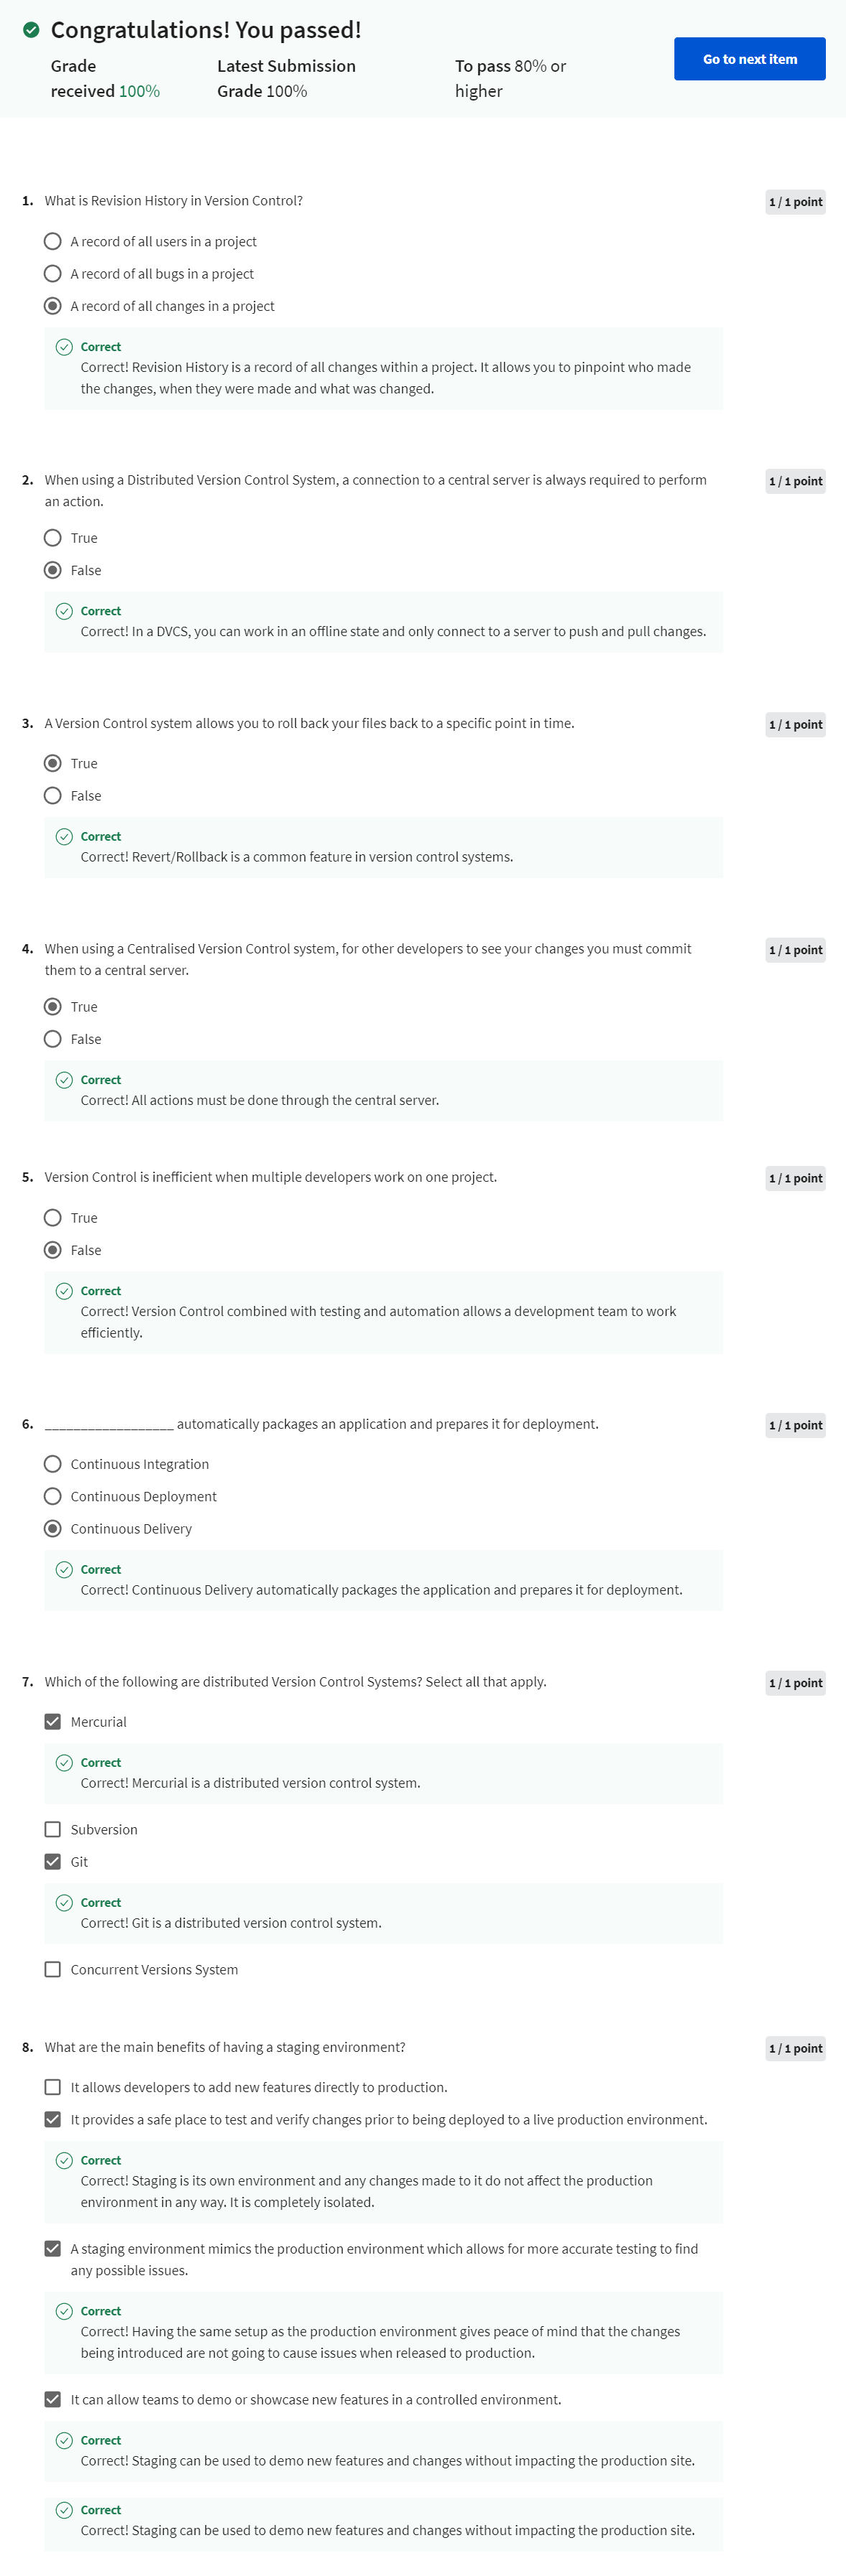 Congratulations! You passed!
Grade
received 100%
Latest Submission
Grade 100%
To pass 80% or
higher
Go to next item
1. What is Revision History in Version Control?
1 / 1 point
A record of all users in a project
A record of all bugs in a project
A record of all changes in a project
Correct
Correct! Revision History is a record of all changes within a project. It allows you to pinpoint who made
the changes, when they were made and what was changed.
2. When using a Distributed Version Control System, a connection to a central server is always required to perform
an action.
1 / 1 point
True
False
Correct
Correct! In a DVCS, you can work in an offline state and only connect to a server to push and pull changes.
3. A Version Control system allows you to roll back your files back to a specific point in time.
1 / 1 point
True
False
Correct
Correct! Revert/Rollback is a common feature in version control systems.
4. When using a Centralised Version Control system, for other developers to see your changes you must commit
them to a central server.
1 / 1 point
True
False
Correct
Correct! All actions must be done through the central server.
5. Version Control is inefficient when multiple developers work on one project.
1 / 1 point
True
False
Correct
Correct! Version Control combined with testing and automation allows a development team to work
efficiently.
6. __________________ automatically packages an application and prepares it for deployment.
1 / 1 point
Continuous Integration
Continuous Deployment
Continuous Delivery
Correct
Correct! Continuous Delivery automatically packages the application and prepares it for deployment.
7. Which of the following are distributed Version Control Systems? Select all that apply.
1 / 1 point
Mercurial
Correct
Correct! Mercurial is a distributed version control system.
Subversion
Git
Correct
Correct! Git is a distributed version control system.
Concurrent Versions System
8. What are the main benefits of having a staging environment?
1 / 1 point
It allows developers to add new features directly to production.
It provides a safe place to test and verify changes prior to being deployed to a live production environment.
Correct
Correct! Staging is its own environment and any changes made to it do not affect the production
environment in any way. It is completely isolated.
A staging environment mimics the production environment which allows for more accurate testing to find
any possible issues.
Correct
Correct! Having the same setup as the production environment gives peace of mind that the changes
being introduced are not going to cause issues when released to production.
It can allow teams to demo or showcase new features in a controlled environment.
Correct
Correct! Staging can be used to demo new features and changes without impacting the production site.
Correct
Correct! Staging can be used to demo new features and changes without impacting the production site.